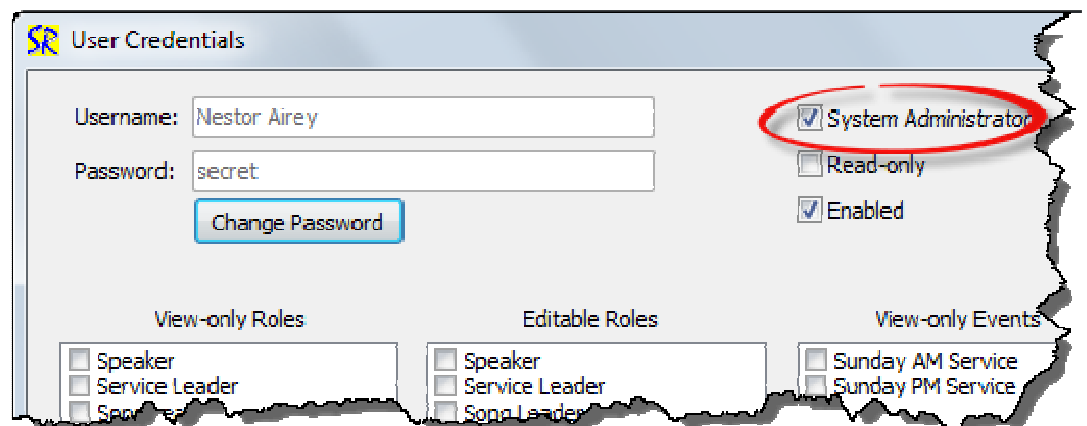 SR User Credentials
Username: Nestor Airey
System Administrator
Password: secret
Read-only
Change Password
Enabled
View-only Roles
Editable Roles
View-only Events
Speaker
Service Leader
Speaker
Service Leader
Song Leader
Sunday AM Service
Sunday PM Service